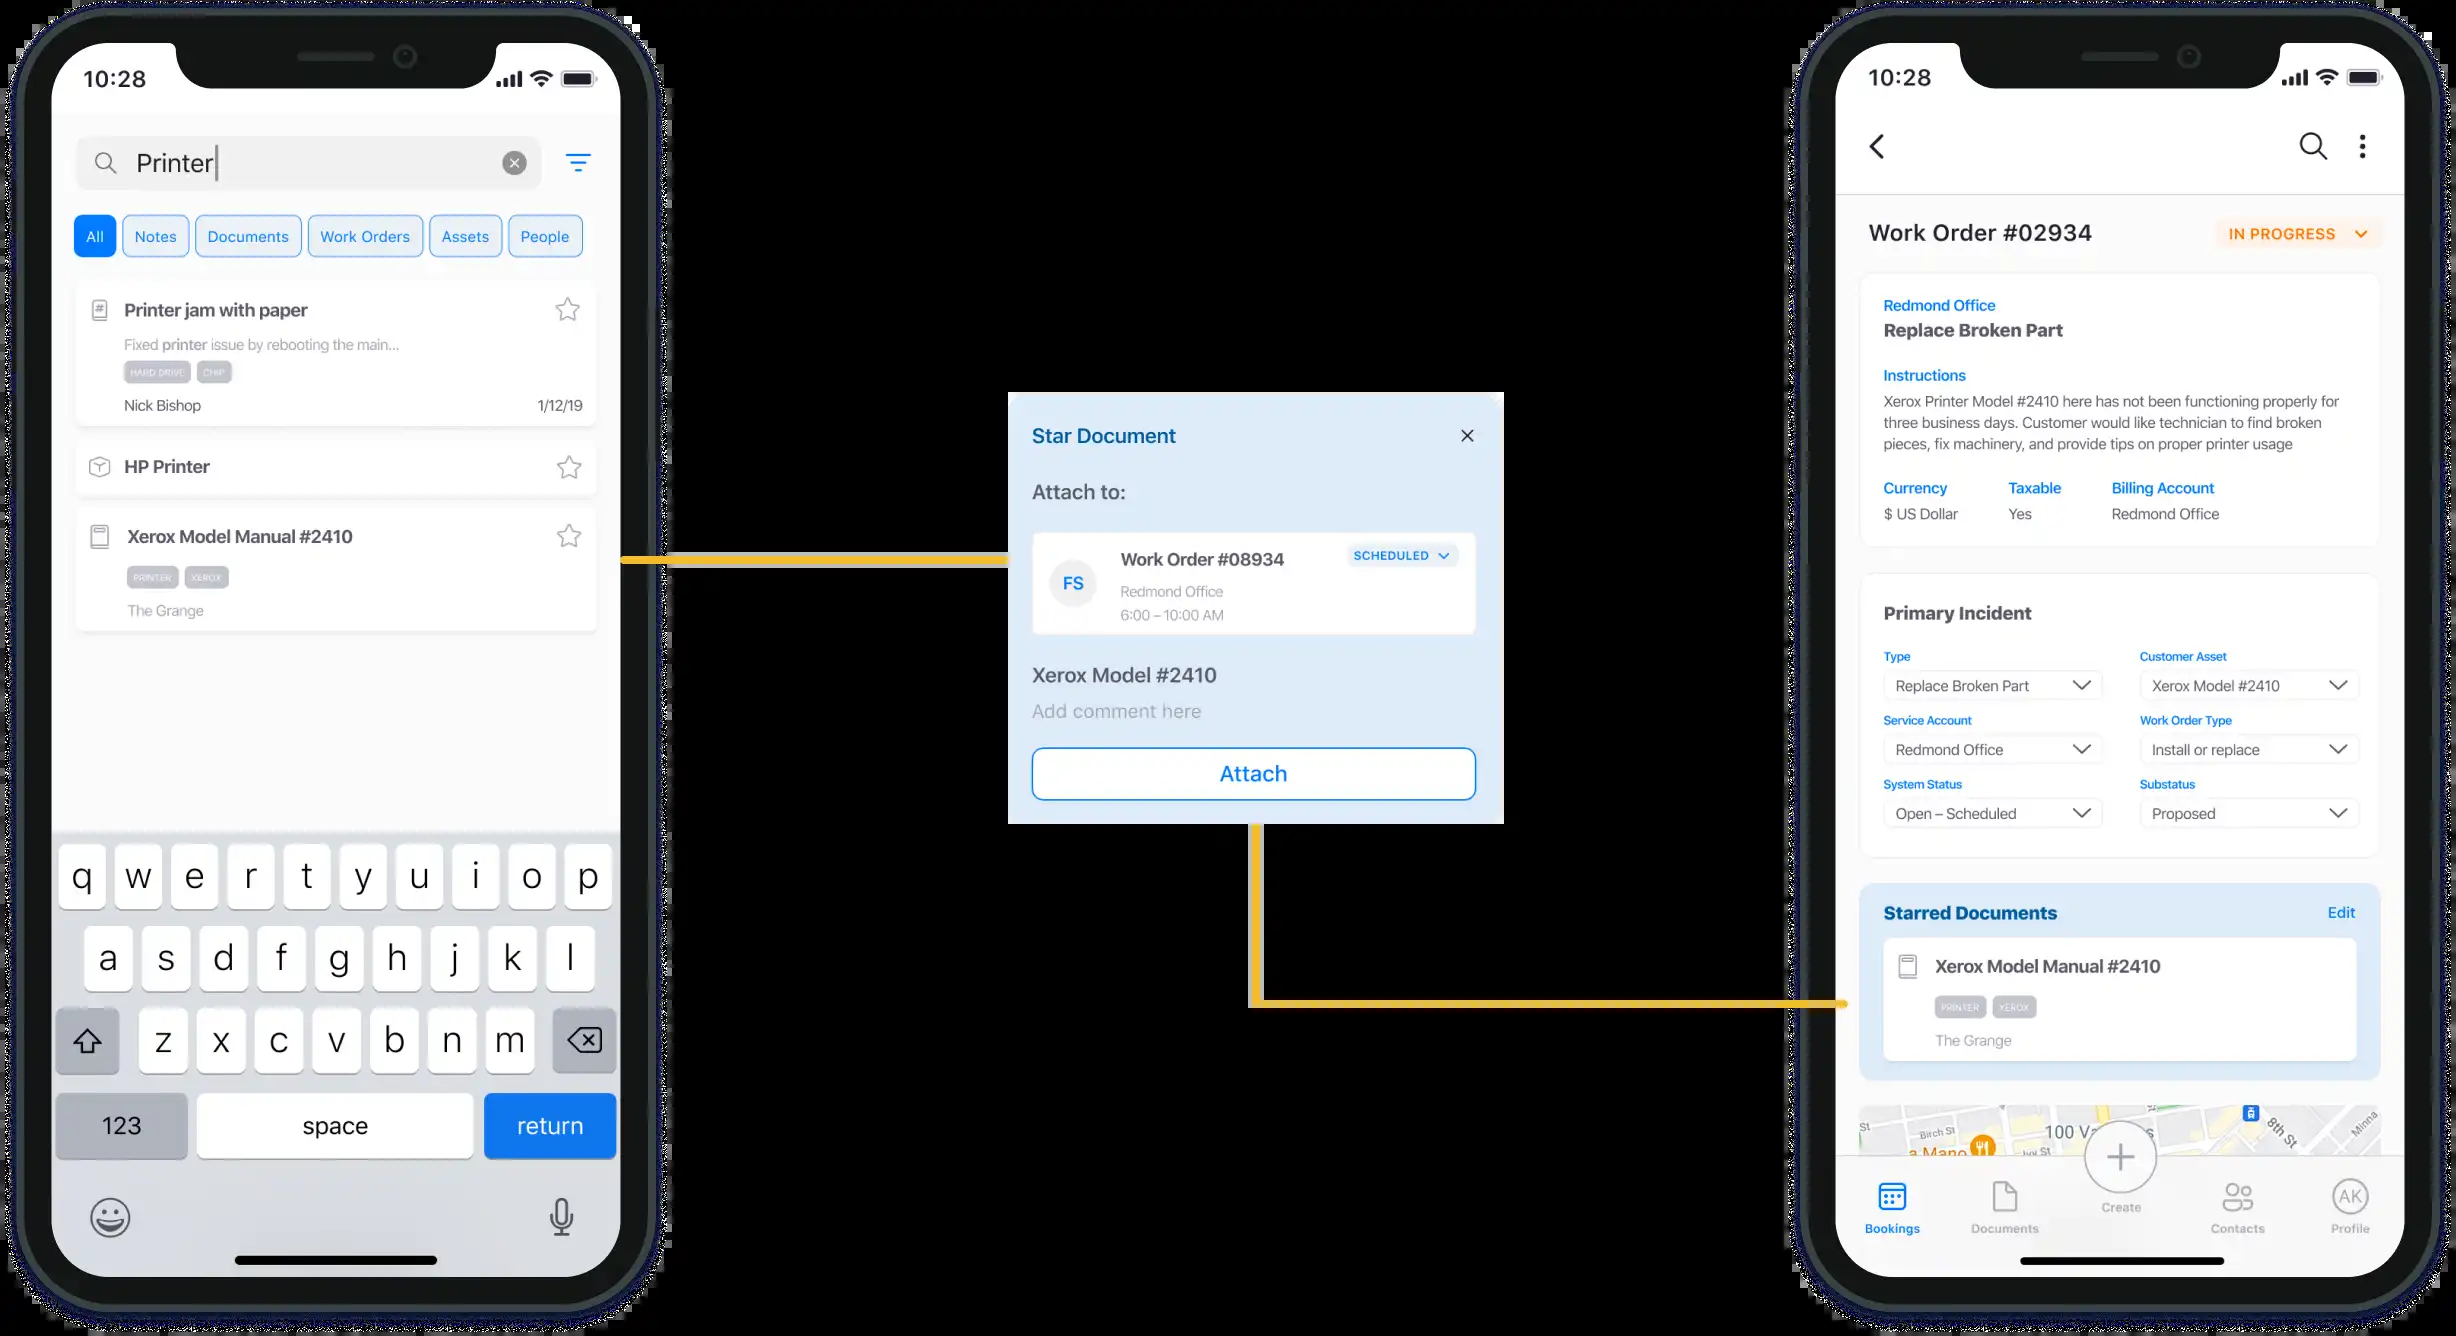 10:28
Printer
All Notes Documents Work Orders Assets People
Printer jam with paper
Fixed printer issue by rebooting the main...
HARD DRIVE CHIP
Nick Bishop 1/12/19
HP Printer
Xerox Model Manual #2410
PRINTER XEROX
The Grange
q w e r t y u i o p
a s d f g h j k l
z x c v b n m
123 space return
Star Document
Attach to:
Work Order #08934 SCHEDULED
FS
Redmond Office
6:00 – 10:00 AM
Xerox Model #2410
Add comment here
Attach
10:28
Work Order #02934 IN PROGRESS
Redmond Office
Replace Broken Part
Instructions
Xerox Printer Model #2410 here has not been functioning properly for
three business days. Customer would like technician to find broken
pieces, fix machinery, and provide tips on proper printer usage
Currency Taxable Billing Account
$ US Dollar Yes Redmond Office
Primary Incident
Type Customer Asset
Replace Broken Part Xerox Model #2410
Service Account Work Order Type
Redmond Office Install or replace
System Status Substatus
Open – Scheduled Proposed
Starred Documents Edit
Xerox Model Manual #2410
PRINTER XEROX
The Grange
St Birch St 100 Va s 8th St Minna
a Mano St
Bookings Documents Create Contacts AK Profile